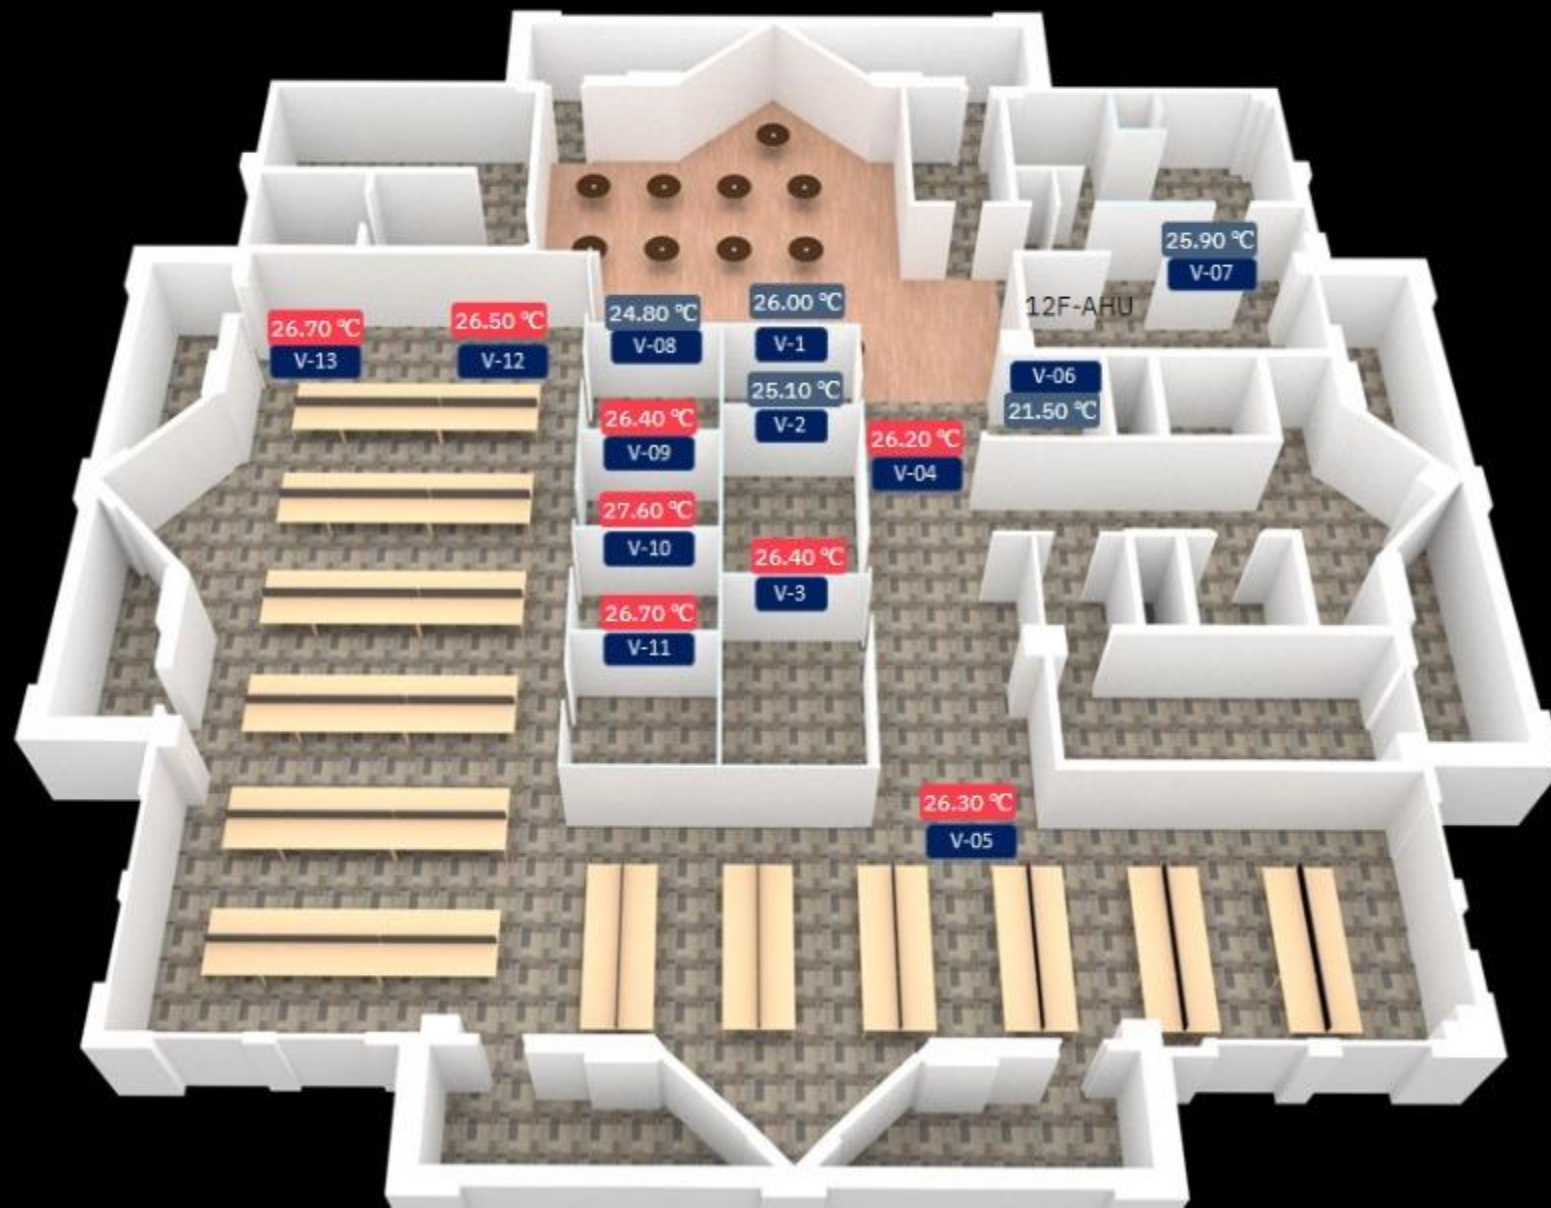 25.90 ℃
V-07
12F-AHU
24.80 ℃
V-08
26.00 ℃
V-1
26.70 ℃
V-13
26.50 ℃
V-12
25.10 ℃
V-2
V-06
21.50 ℃
26.40 ℃
V-09
26.20 ℃
V-04
27.60 ℃
V-10
26.40 ℃
V-3
26.70 ℃
V-11
26.30 ℃
V-05